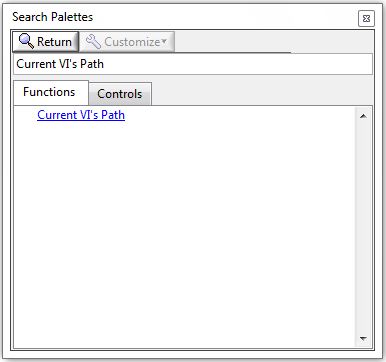 Search Palettes
Return Customize
Current VI's Path
Functions Controls
Current VI's Path